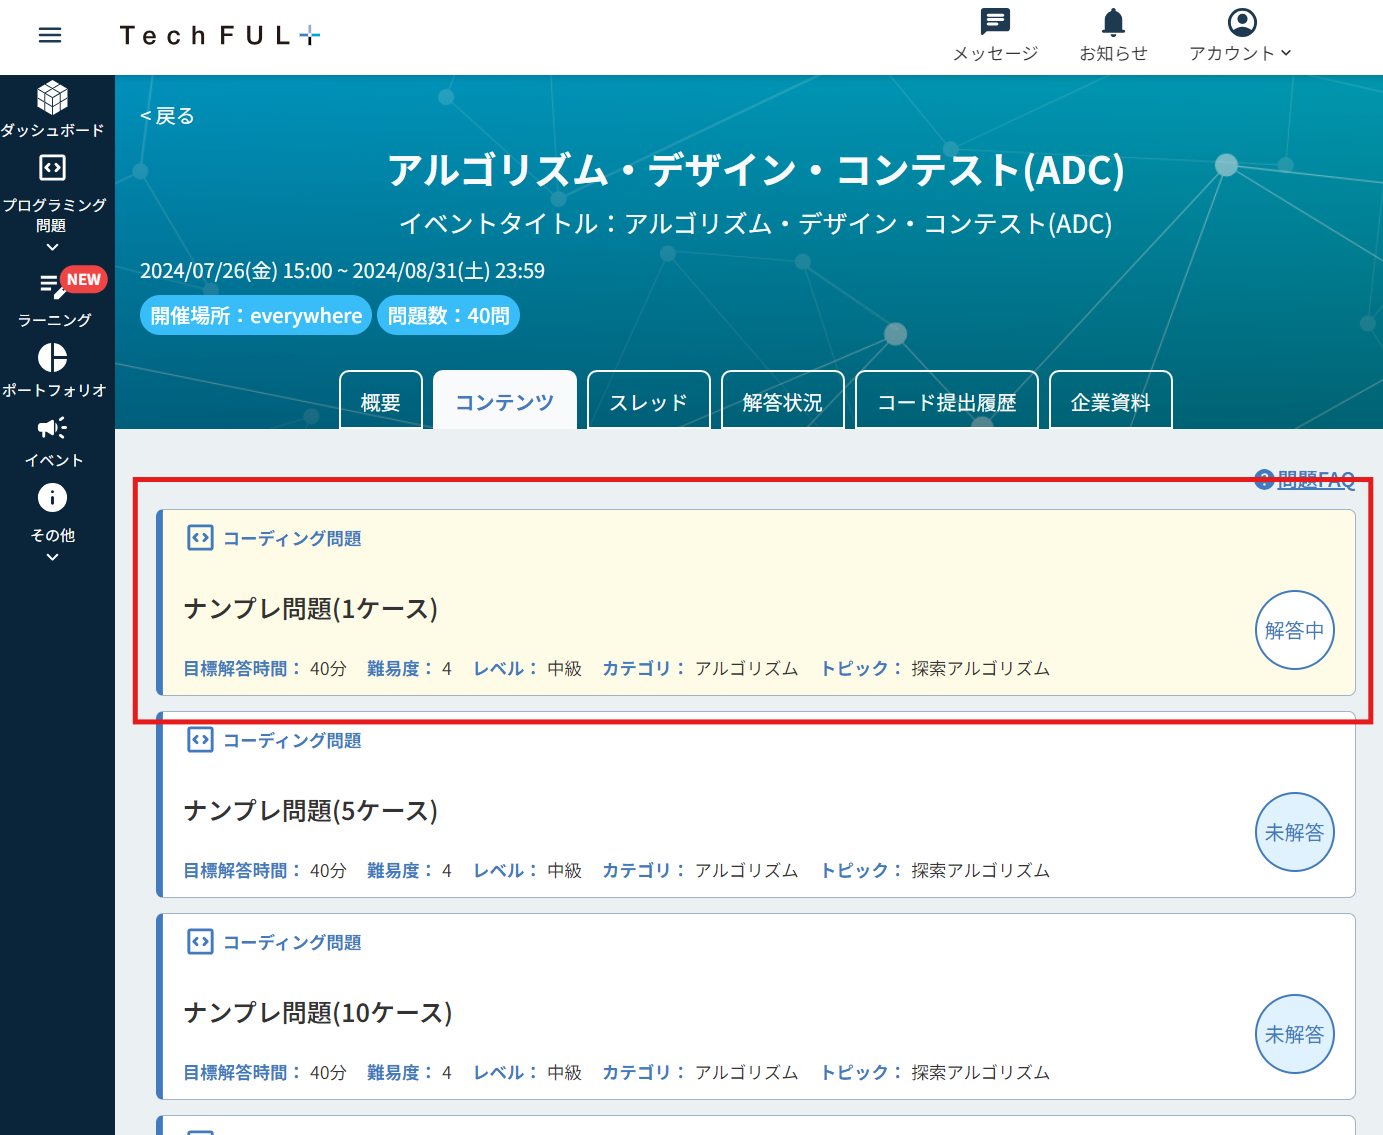 TechFUL
メッセージ
お知らせ
アカウント
ダッシュボード
プログラミング
問題
NEW
ラーニング
ポートフォリオ
イベント
その他
< 戻る
アルゴリズム・デザイン・コンテスト(ADC)
イベントタイトル：アルゴリズム・デザイン・コンテスト(ADC)
2024/07/26(金) 15:00 ~ 2024/08/31(土) 23:59
開催場所：everywhere 問題数：40問
概要 コンテンツ スレッド 解答状況 コード提出履歴 企業資料
問題FAQ
コーディング問題
ナンプレ問題(1ケース)
解答中
目標解答時間： 40分 難易度： 4 レベル： 中級 カテゴリ： アルゴリズム トピック： 探索アルゴリズム
コーディング問題
ナンプレ問題(5ケース)
未解答
目標解答時間： 40分 難易度： 4 レベル： 中級 カテゴリ： アルゴリズム トピック： 探索アルゴリズム
コーディング問題
ナンプレ問題(10ケース)
未解答
目標解答時間： 40分 難易度： 4 レベル： 中級 カテゴリ： アルゴリズム トピック： 探索アルゴリズム